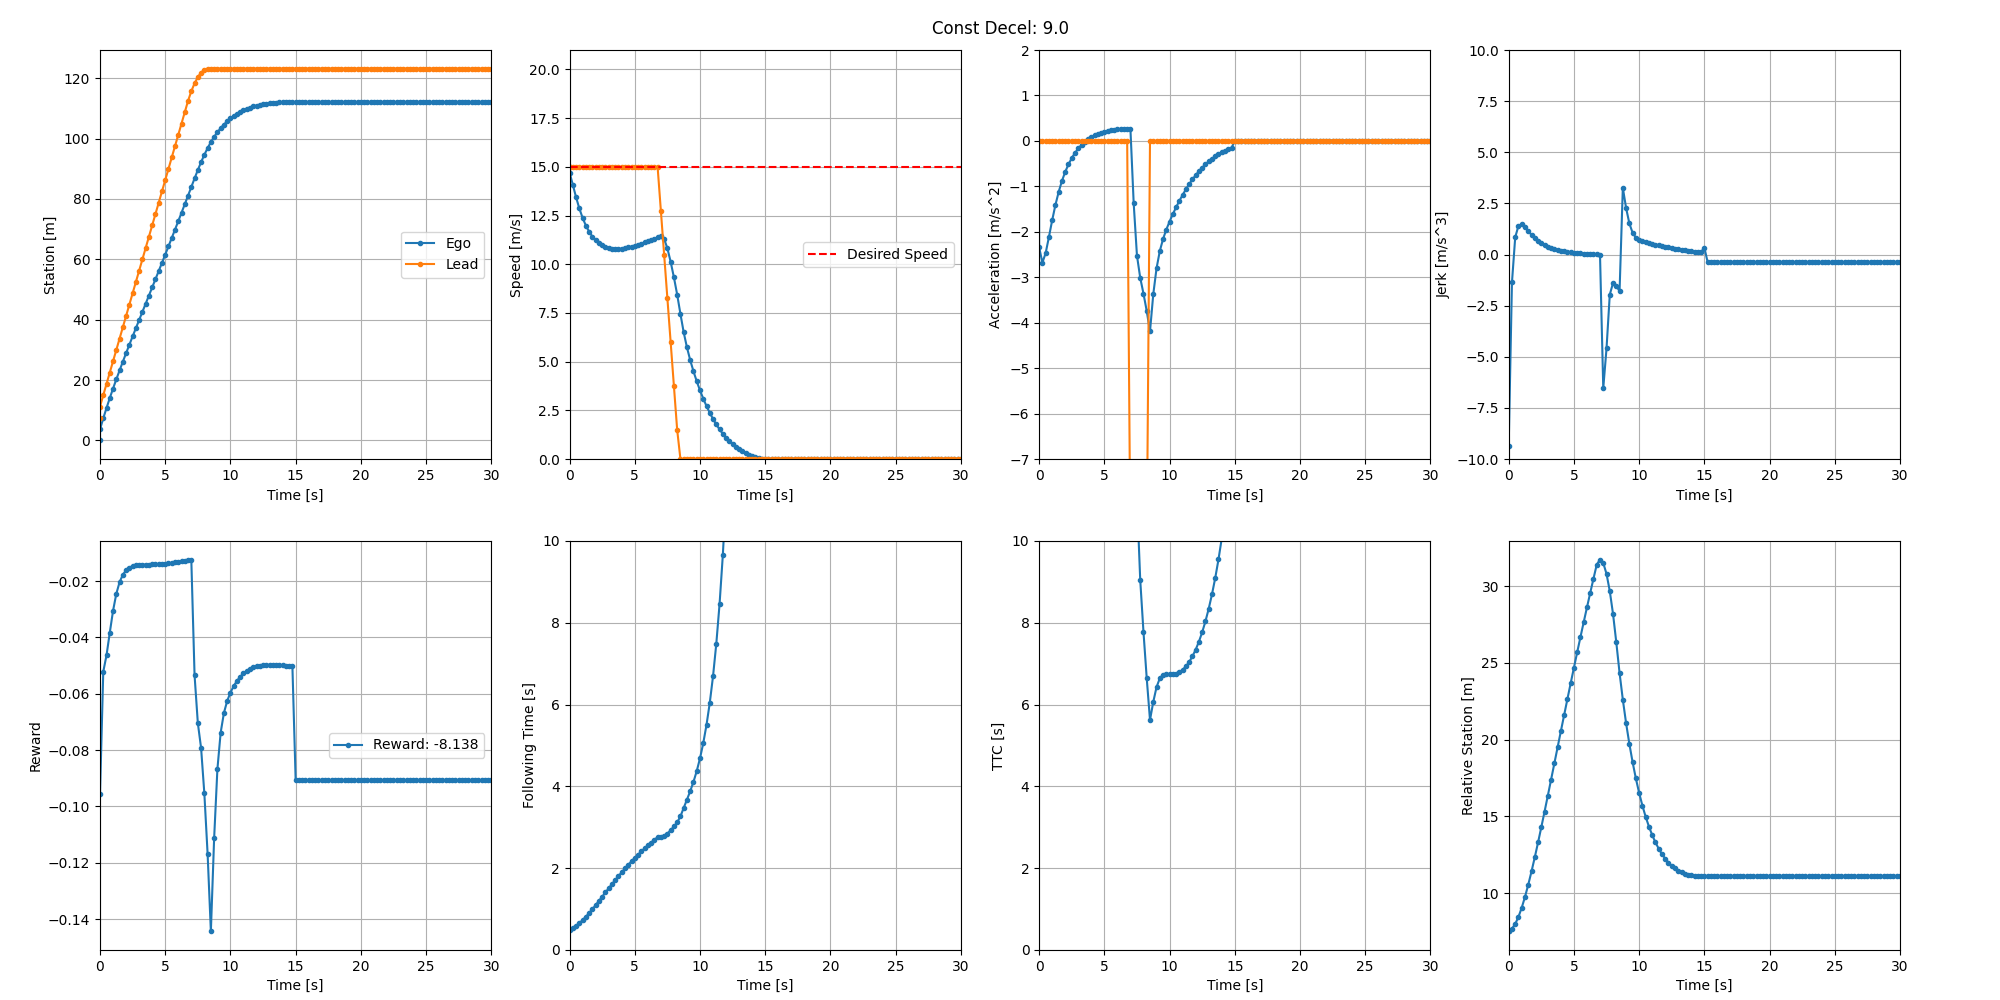 Const Decel: 9.0
Station [m]
120
100
80
60
40
20
0
0 5 10 15 20 25 30
Time [s]
Ego
Lead
Speed [m/s]
20.0
17.5
15.0
12.5
10.0
7.5
5.0
2.5
0.0
0 5 10 15 20 25 30
Time [s]
Desired Speed
Acceleration [m/s^2]
2
1
0
−1
−2
−3
−4
−5
−6
−7
0 5 10 15 20 25 30
Time [s]
Jerk [m/s^3]
10.0
7.5
5.0
2.5
0.0
−2.5
−5.0
−7.5
−10.0
0 5 10 15 20 25 30
Time [s]
Reward
−0.02
−0.04
−0.06
−0.08
−0.10
−0.12
−0.14
0 5 10 15 20 25 30
Time [s]
Reward: -8.138
Following Time [s]
10
8
6
4
2
0
0 5 10 15 20 25 30
Time [s]
TTC [s]
10
8
6
4
2
0
0 5 10 15 20 25 30
Time [s]
Relative Station [m]
30
25
20
15
10
0 5 10 15 20 25 30
Time [s]